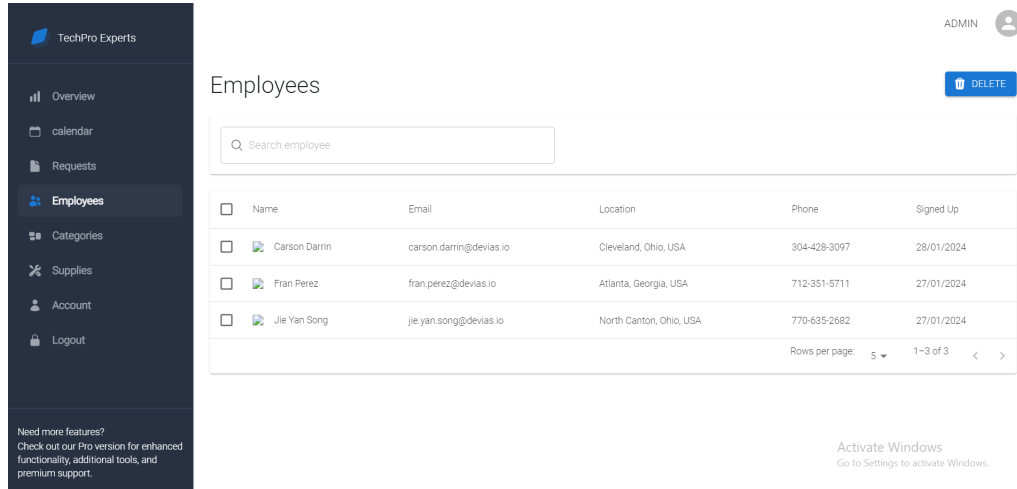 TechPro Experts
ADMIN
Overview
calendar
Requests
Employees
Categories
Supplies
Account
Logout
Need more features?
Check out our Pro version for enhanced
functionality, additional tools, and
premium support.
Employees
DELETE
Search employee
Name Email Location Phone Signed Up
Carson Darrin carson.darrin@devias.io Cleveland, Ohio, USA 304-428-3097 28/01/2024
Fran Perez fran.perez@devias.io Atlanta, Georgia, USA 712-351-5711 27/01/2024
Jie Yan Song jie.yan.song@devias.io North Canton, Ohio, USA 770-635-2682 27/01/2024
Rows per page: 5 1–3 of 3
Activate Windows
Go to Settings to activate Windows.